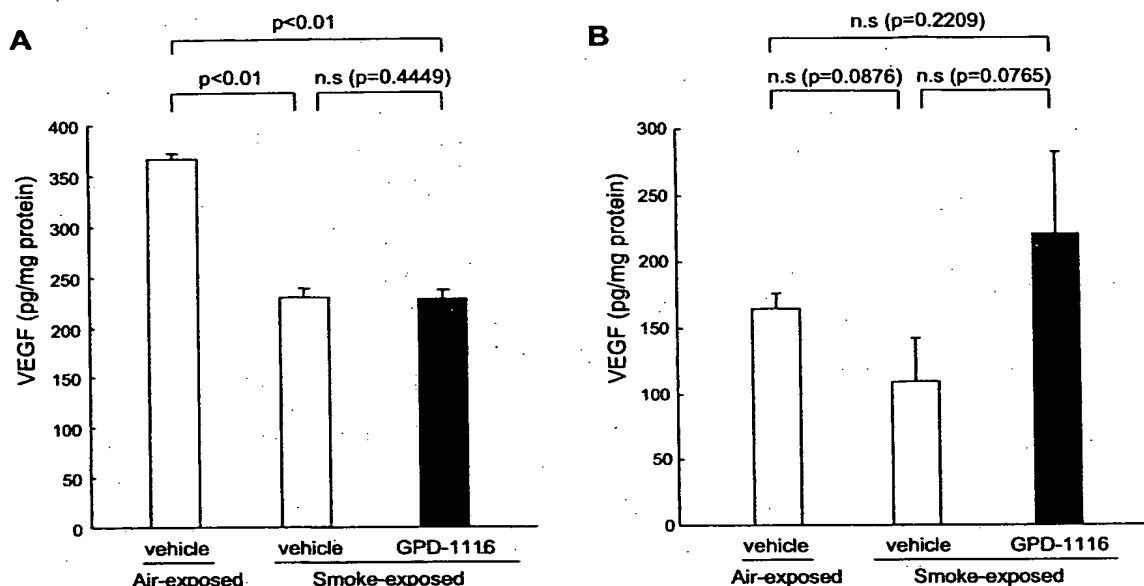 A
p<0.01
p<0.01
n.s (p=0.4449)
VEGF (pg/mg protein)
400
350
300
250
200
150
100
50
0
vehicle
vehicle
GPD-1116
Air-exposed
Smoke-exposed
B
n.s (p=0.2209)
n.s (p=0.0876)
n.s (p=0.0765)
VEGF (pg/mg protein)
300
250
200
150
100
50
0
vehicle
vehicle
GPD-1116
Air-exposed
Smoke-exposed